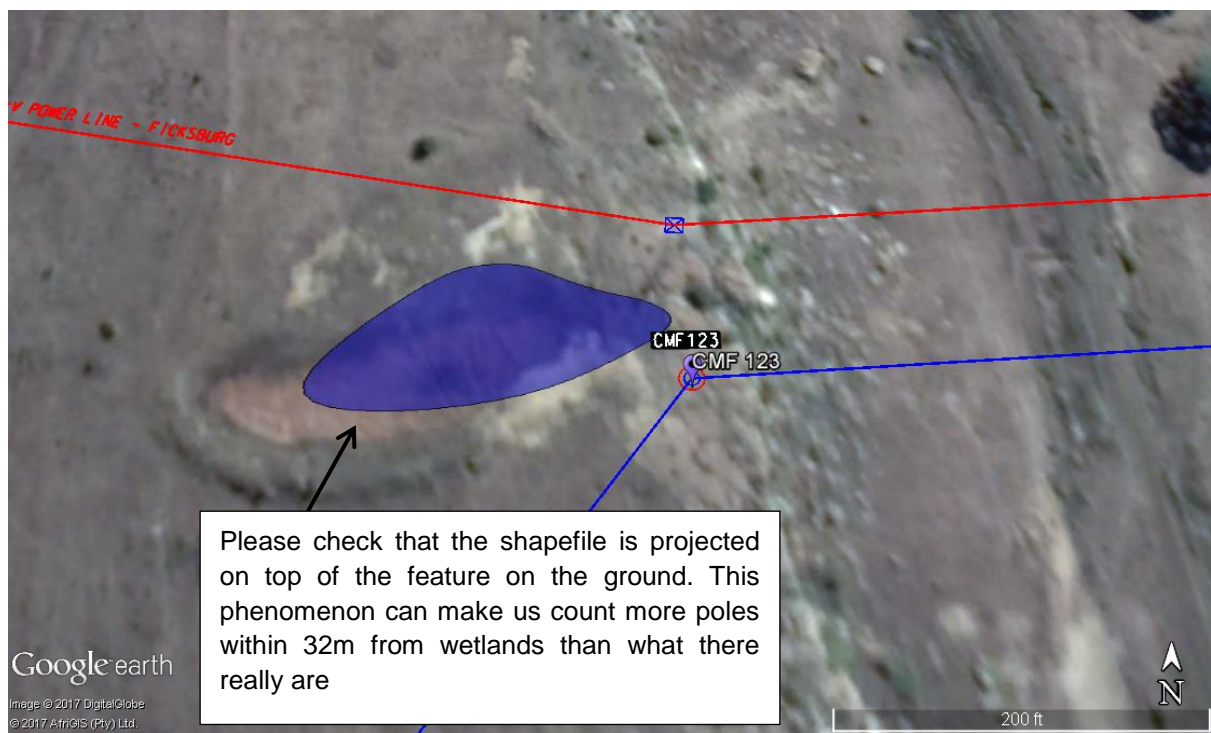 POWER LINE - FICKSBURG
CMF123
CMF 123
Please check that the shapefile is projected
on top of the feature on the ground. This
phenomenon can make us count more poles
within 32m from wetlands than what there
really are
Google earth
Image © 2017 DigitalGlobe
© 2017 AfriGIS (Pty) Ltd.
N
200 ft